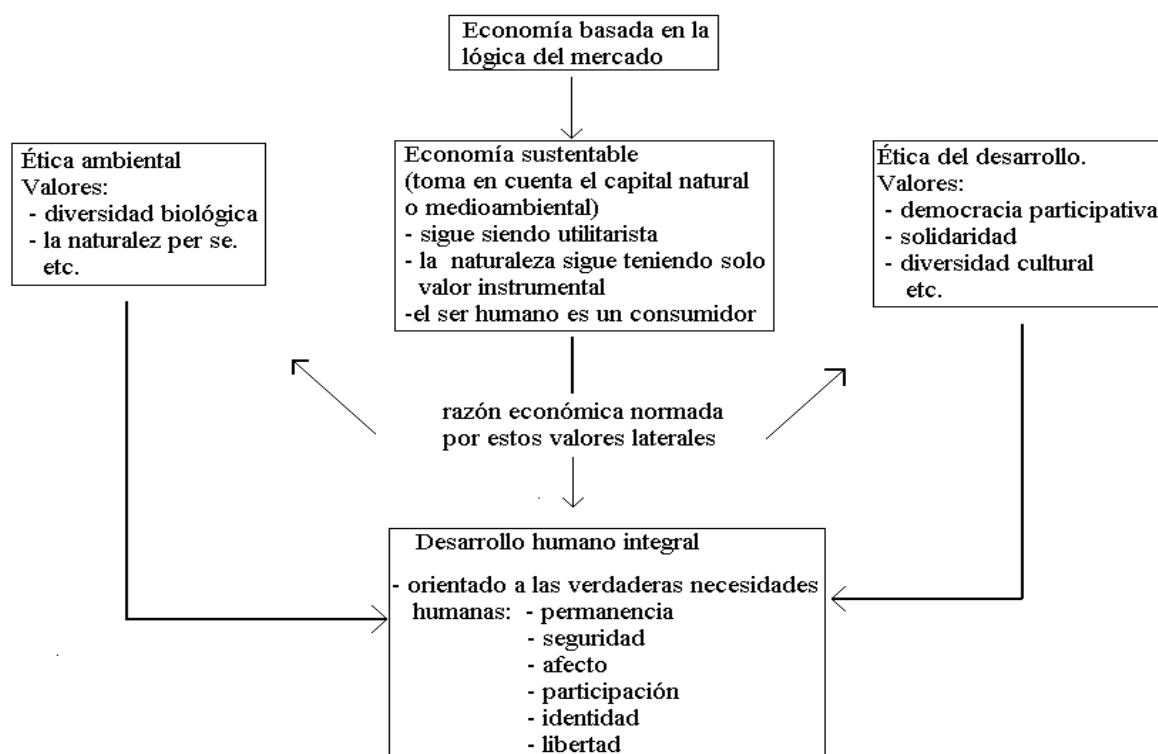 Economía basada en la
lógica del mercado
Ética ambiental
Valores:
- diversidad biológica
- la naturalez per se.
etc.
Economía sustentable
(toma en cuenta el capital natural
o medioambiental)
- sigue siendo utilitarista
- la naturaleza sigue teniendo solo
valor instrumental
-el ser humano es un consumidor
Ética del desarrollo.
Valores:
- democracia participativa
- solidaridad
- diversidad cultural
etc.
razón económica normada
por estos valores laterales
Desarrollo humano integral
- orientado a las verdaderas necesidades
humanas: - permanencia
- seguridad
- afecto
- participación
- identidad
- libertad